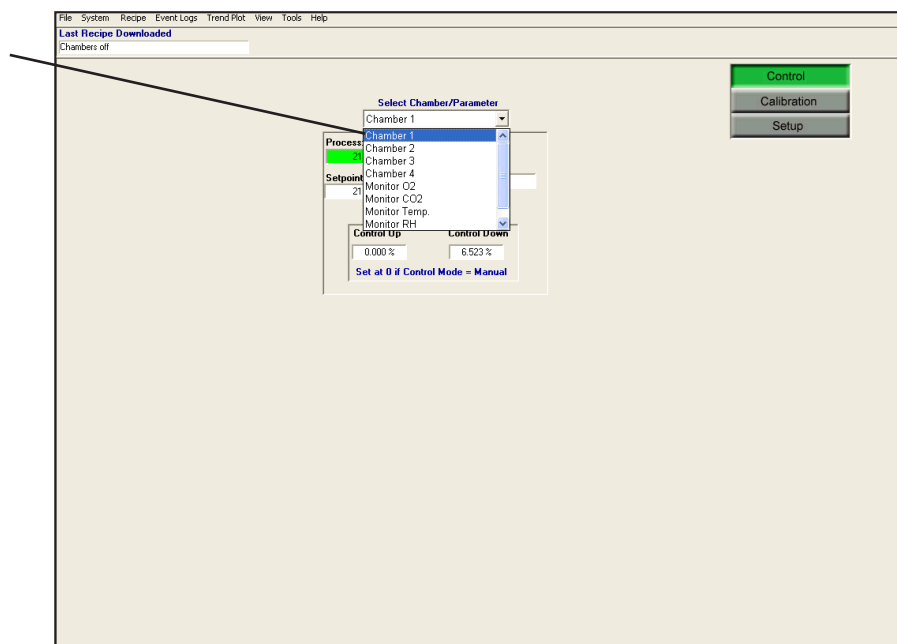 File System Recipe Event Logs Trend Plot View Tools Help
Last Recipe Downloaded
Chambers off
Control
Calibration
Setup
Select Chamber/Parameter
Chamber 1
Chamber 1
Chamber 2
Chamber 3
Chamber 4
Monitor O2
Monitor CO2
Monitor Temp.
Monitor RH
Process
21
Setpoint
21
Control Up Control Down
0.000 % 6.523 %
Set at 0 if Control Mode = Manual